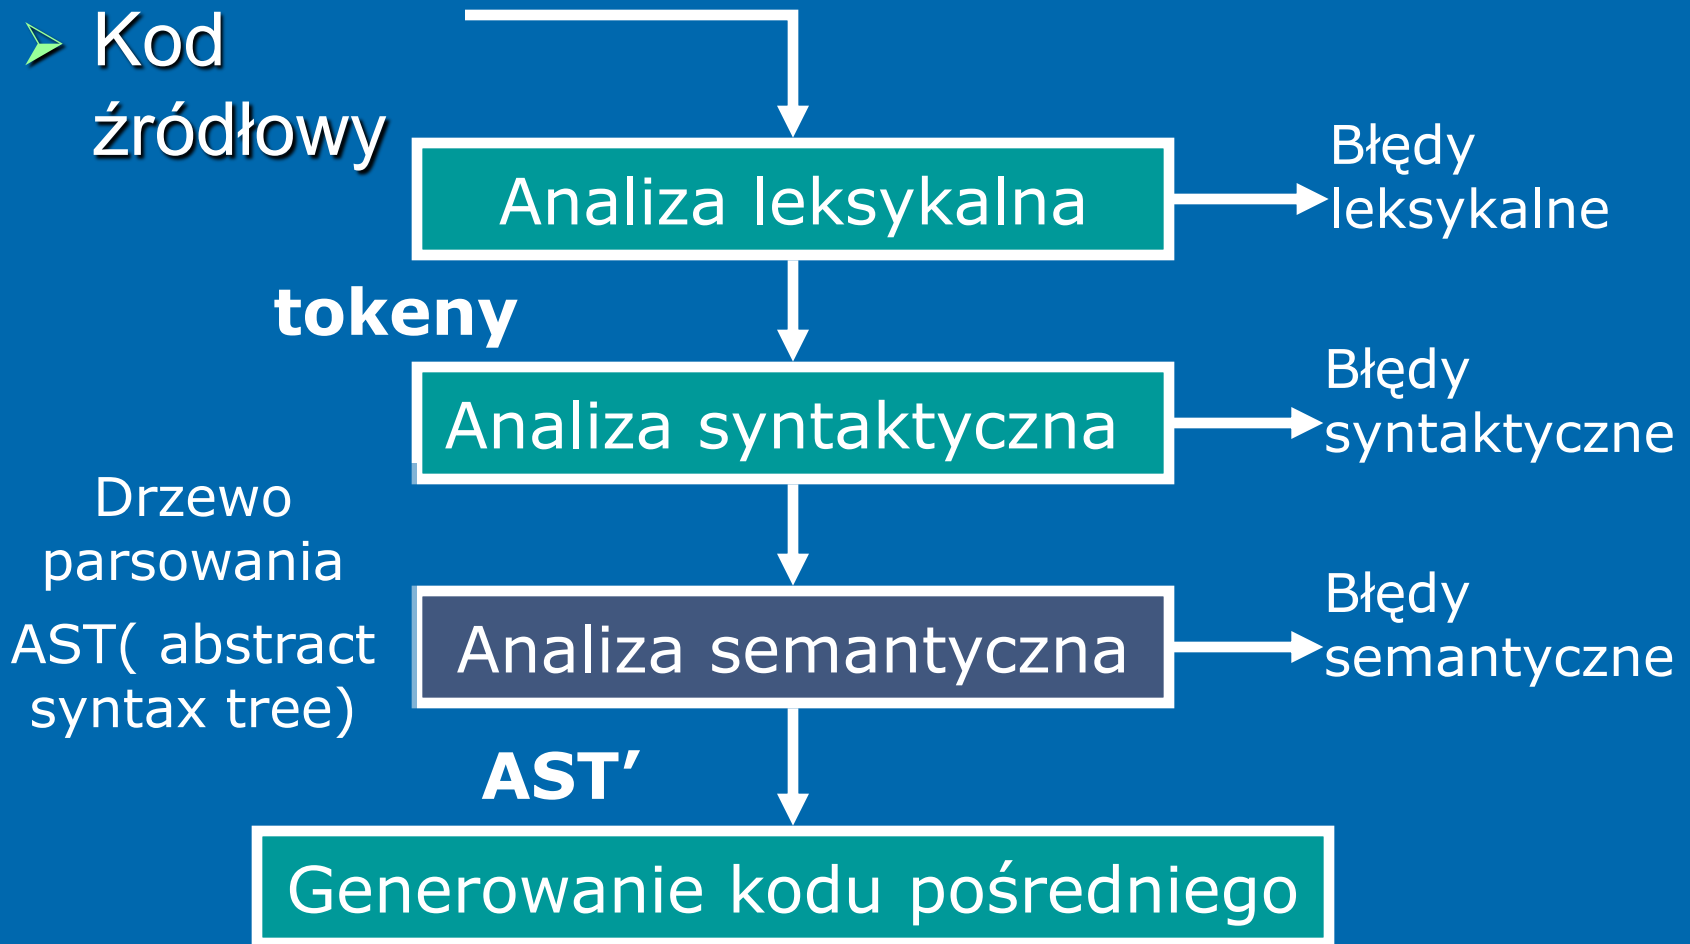 Kod
źródłowy
Analiza leksykalna
Błędy
leksykalne
tokeny
Analiza syntaktyczna
Błędy
syntaktyczne
Drzewo
parsowania
AST( abstract
syntax tree)
Analiza semantyczna
Błędy
semantyczne
AST’
Generowanie kodu pośredniego